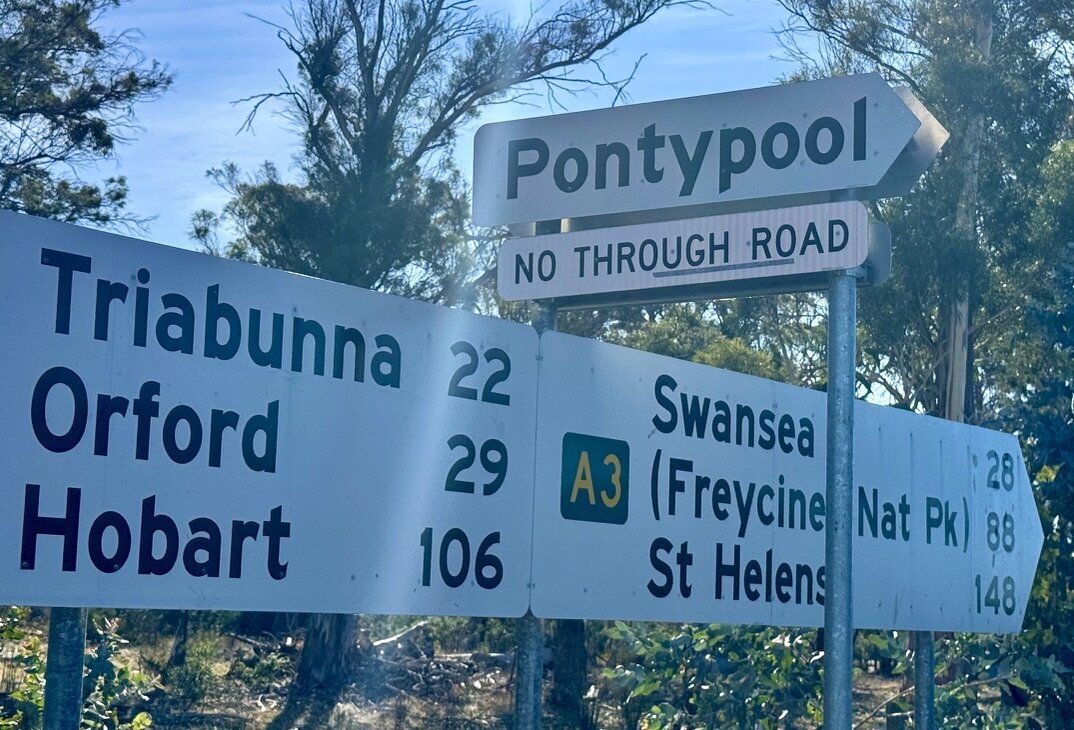 Pontypool
NO THROUGH ROAD
Triabunna 22
Orford 29
Hobart 106
A3
Swansea 28
(Freycine Nat Pk) 88
St Helens 148